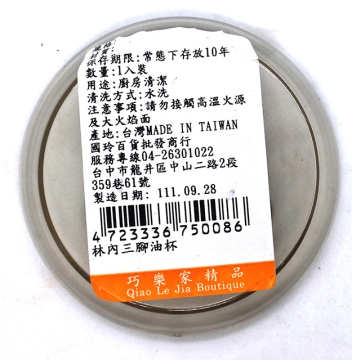 保存期限:常態下存放10年
數量:1入裝
用途:廚房清潔
清洗方式:水洗
注意事項:請勿接觸高溫火源
及大火焰面
產地:台灣MADE IN TAIWAN
國玲百貨批發商行
服務專線04-26301022
台中市龍井區中山二路2段
359巷61號
製造日期: 111.09.28
4 723336 750086
林內三腳油杯
巧樂家精品
Qiao Le Jia Boutique